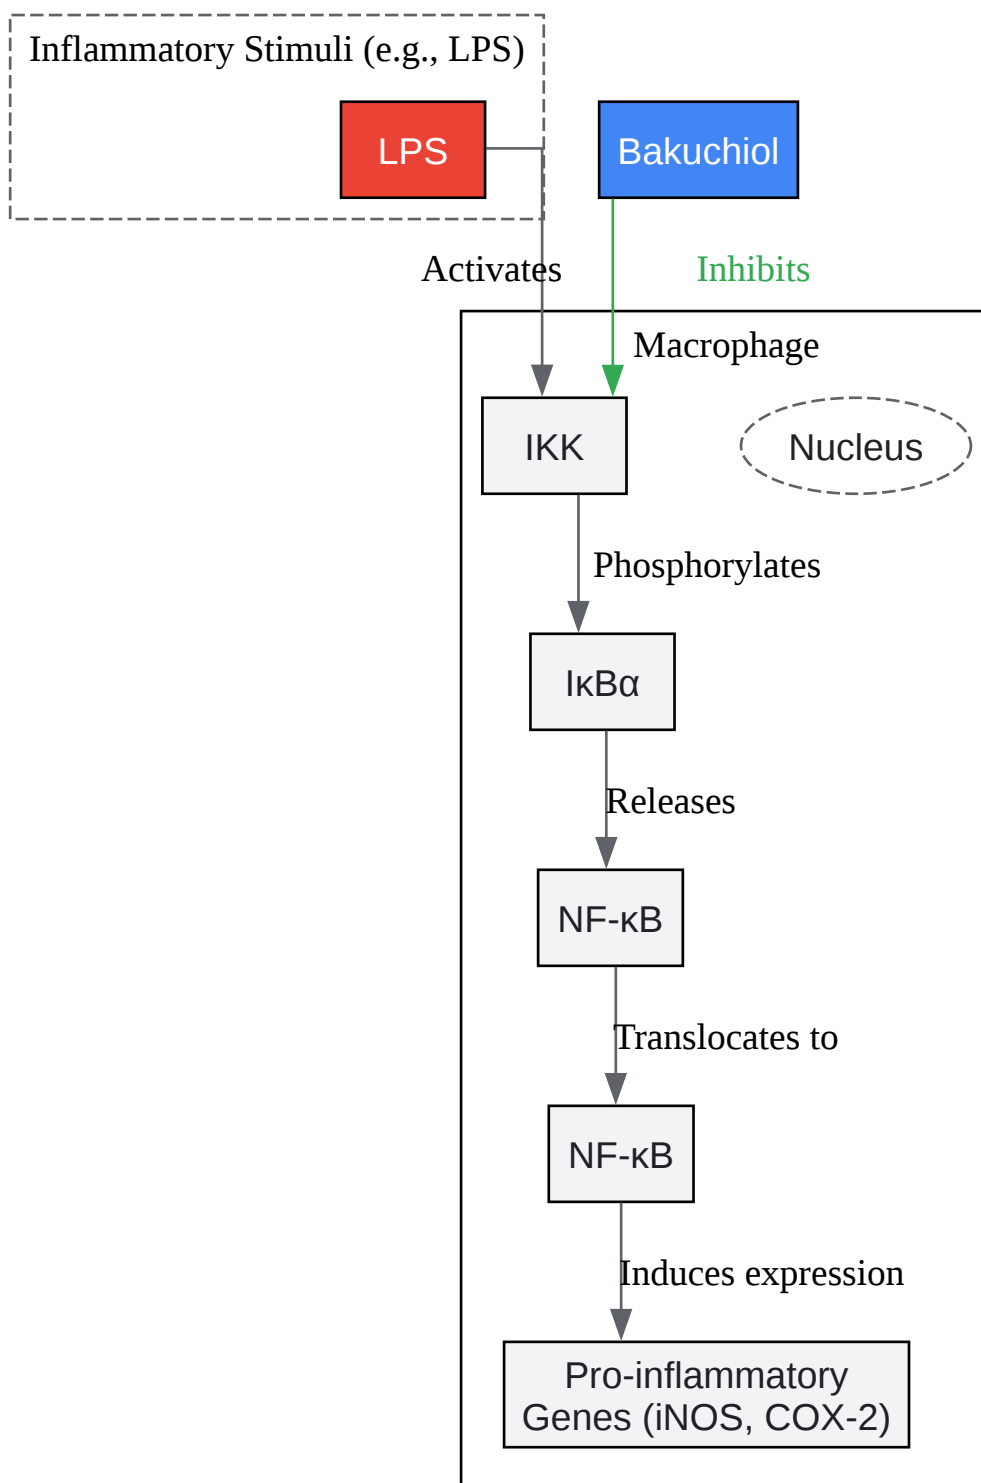 Inflammatory Stimuli (e.g., LPS)
LPS
Bakuchiol
Activates
Inhibits
Macrophage
IKK
Nucleus
Phosphorylates
IκBα
Releases
NF-κB
Translocates to
NF-κB
Induces expression
Pro-inflammatory
Genes (iNOS, COX-2)